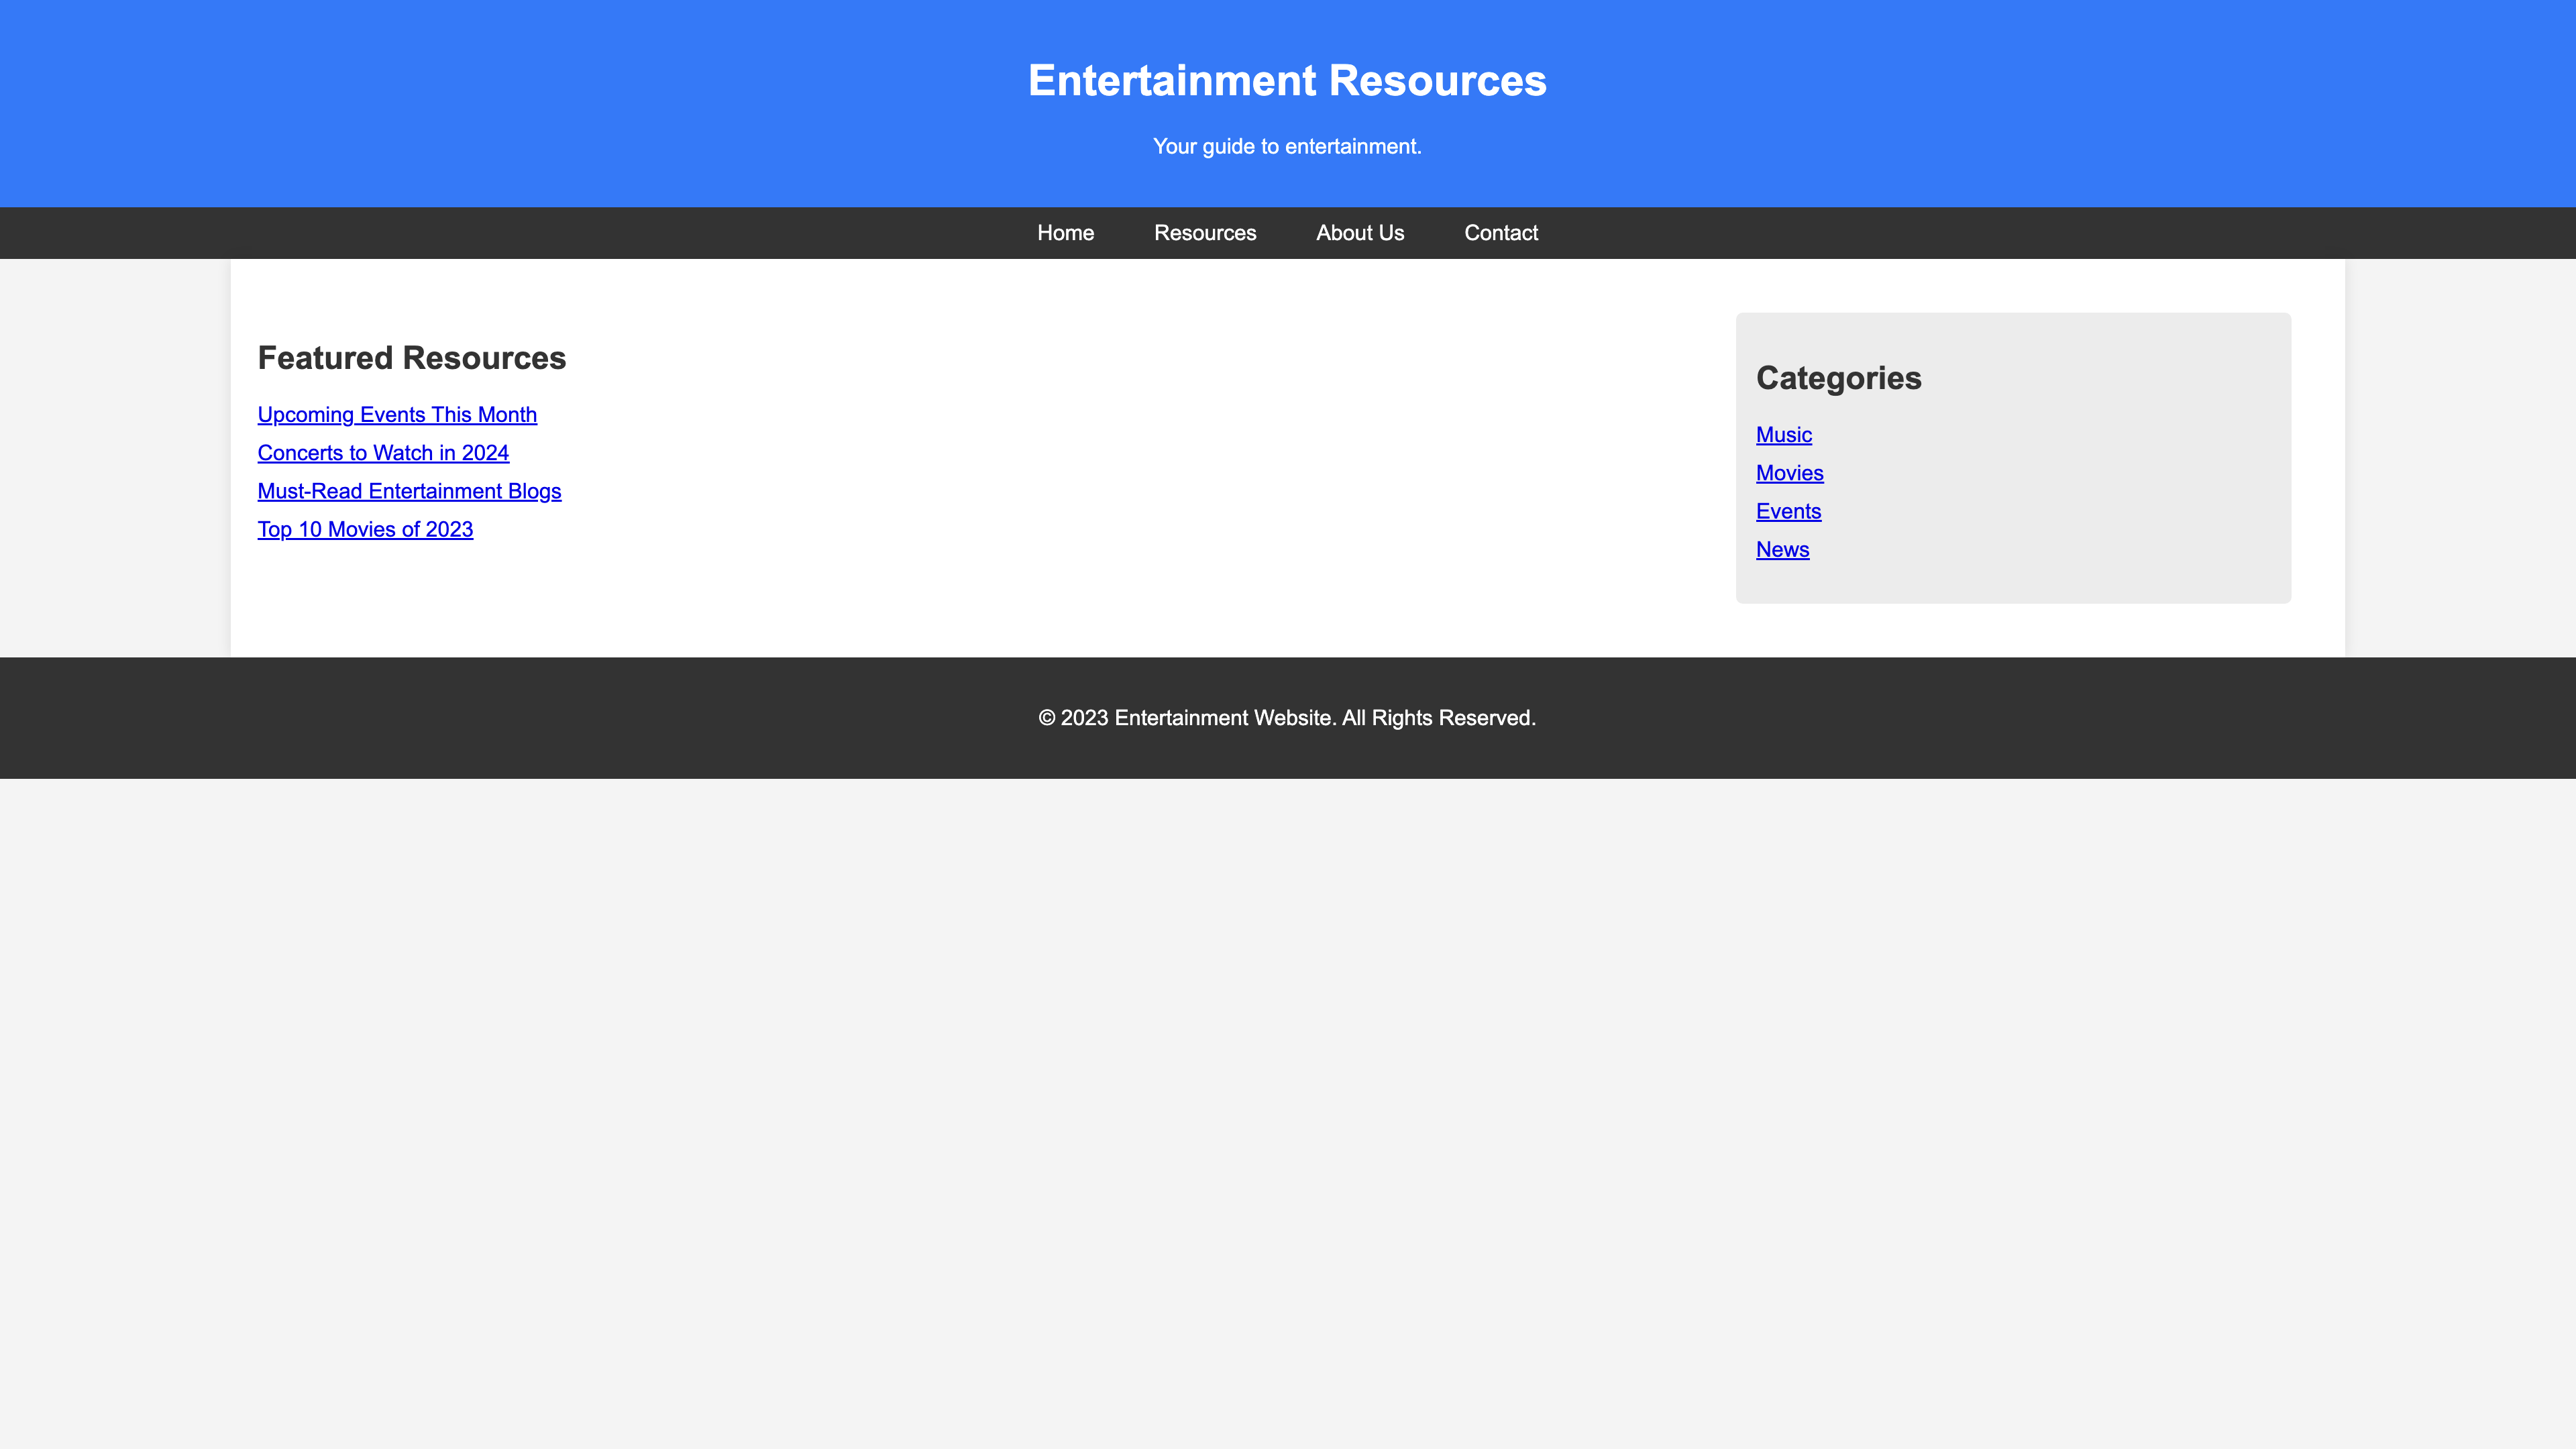 Entertainment Resources
Your guide to entertainment.
Home Resources About Us Contact
Featured Resources
Upcoming Events This Month
Concerts to Watch in 2024
Must-Read Entertainment Blogs
Top 10 Movies of 2023
Categories
Music
Movies
Events
News
© 2023 Entertainment Website. All Rights Reserved.